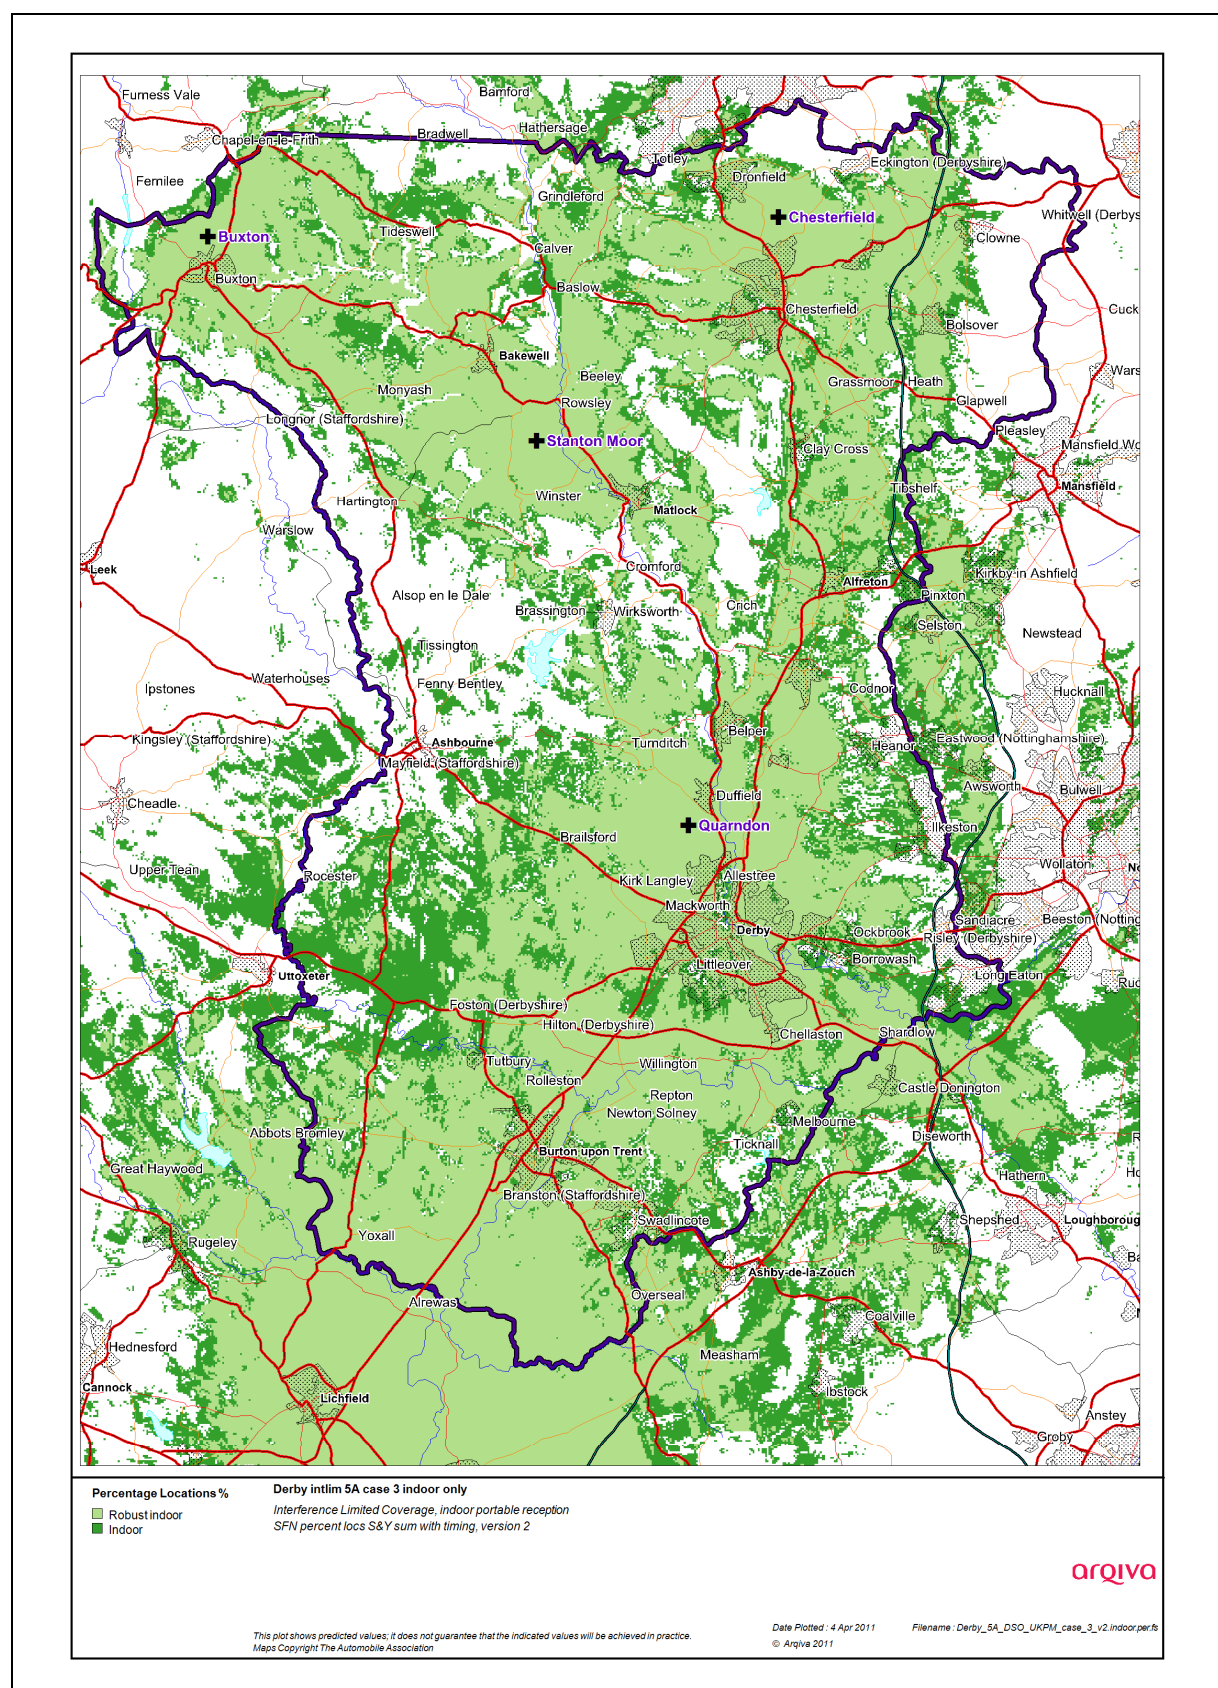 Furness Vale
Bamford
Chapel-en-le-Frith
Bradwell
Hathersage
Totley
Eckington (Derbyshire)
Fernilee
Grindleford
Dronfield
Whitwell (Derbys
Chesterfield
Buxton
Tideswell
Clowne
Calver
Buxton
Baslow
Chesterfield
Cuck
Bolsover
Bakewell
Beeley
Wars
Monyash
Grassmoor
Heath
Glapwell
Rowsley
Longnor (Staffordshire)
Pleasley
Stanton Moor
Clay Cross
Mansfield Wo
Tibshelf
Mansfield
Hartington
Winster
Matlock
Warslow
Leek
Cromford
Kirkby in Ashfield
Alfreton
Alsop en le Dale
Pinxton
Brassington
Wirksworth
Crich
Selston
Newstead
Tissington
Waterhouses
Fenny Bentley
Ipstones
Codnor
Hucknall
Kingsley (Staffordshire)
Ashbourne
Turnditch
Belper
Heanor
Eastwood (Nottinghamshire)
Mayfield (Staffordshire)
Awsworth
Bulwell
Cheadle
Duffield
Quarndon
Brailsford
Ilkeston
Upper Tean
Rocester
Kirk Langley
Allestree
Wollaton
No
Mackworth
Derby
Ockbrook
Sandiacre
Beeston (Notting
Risley (Derbyshire)
Uttoxeter
Littleover
Borrowash
Long Eaton
Rud
Foston (Derbyshire)
Hilton (Derbyshire)
Chellaston
Shardlow
Tutbury
Willington
Rolleston
Castle Donington
Repton
Newton Solney
Abbots Bromley
Melbourne
Ticknall
Diseworth
R
Burton upon Trent
Great Haywood
Hathern
Ho
Branston (Staffordshire)
Swadlincote
Shepshed
Loughboroug
Yoxall
Rugeley
Ba
Ashby-de-la-Zouch
Overseal
Alrewas
Coalville
Hednesford
Measham
Cannock
Lichfield
Ibstock
Anstey
Groby
Percentage Locations %
Robust indoor
Indoor
Derby intlim 5A case 3 indoor only
Interference Limited Coverage, indoor portable reception
SFN percent locs S&Y sum with timing, version 2
arqiva
This plot shows predicted values; it does not guarantee that the indicated values will be achieved in practice.
Maps Copyright The Automobile Association
Date Plotted : 4 Apr 2011
© Arqiva 2011
Filename : Derby_5A_DSO_UKPM_case_3_v2.indoor.per.fs